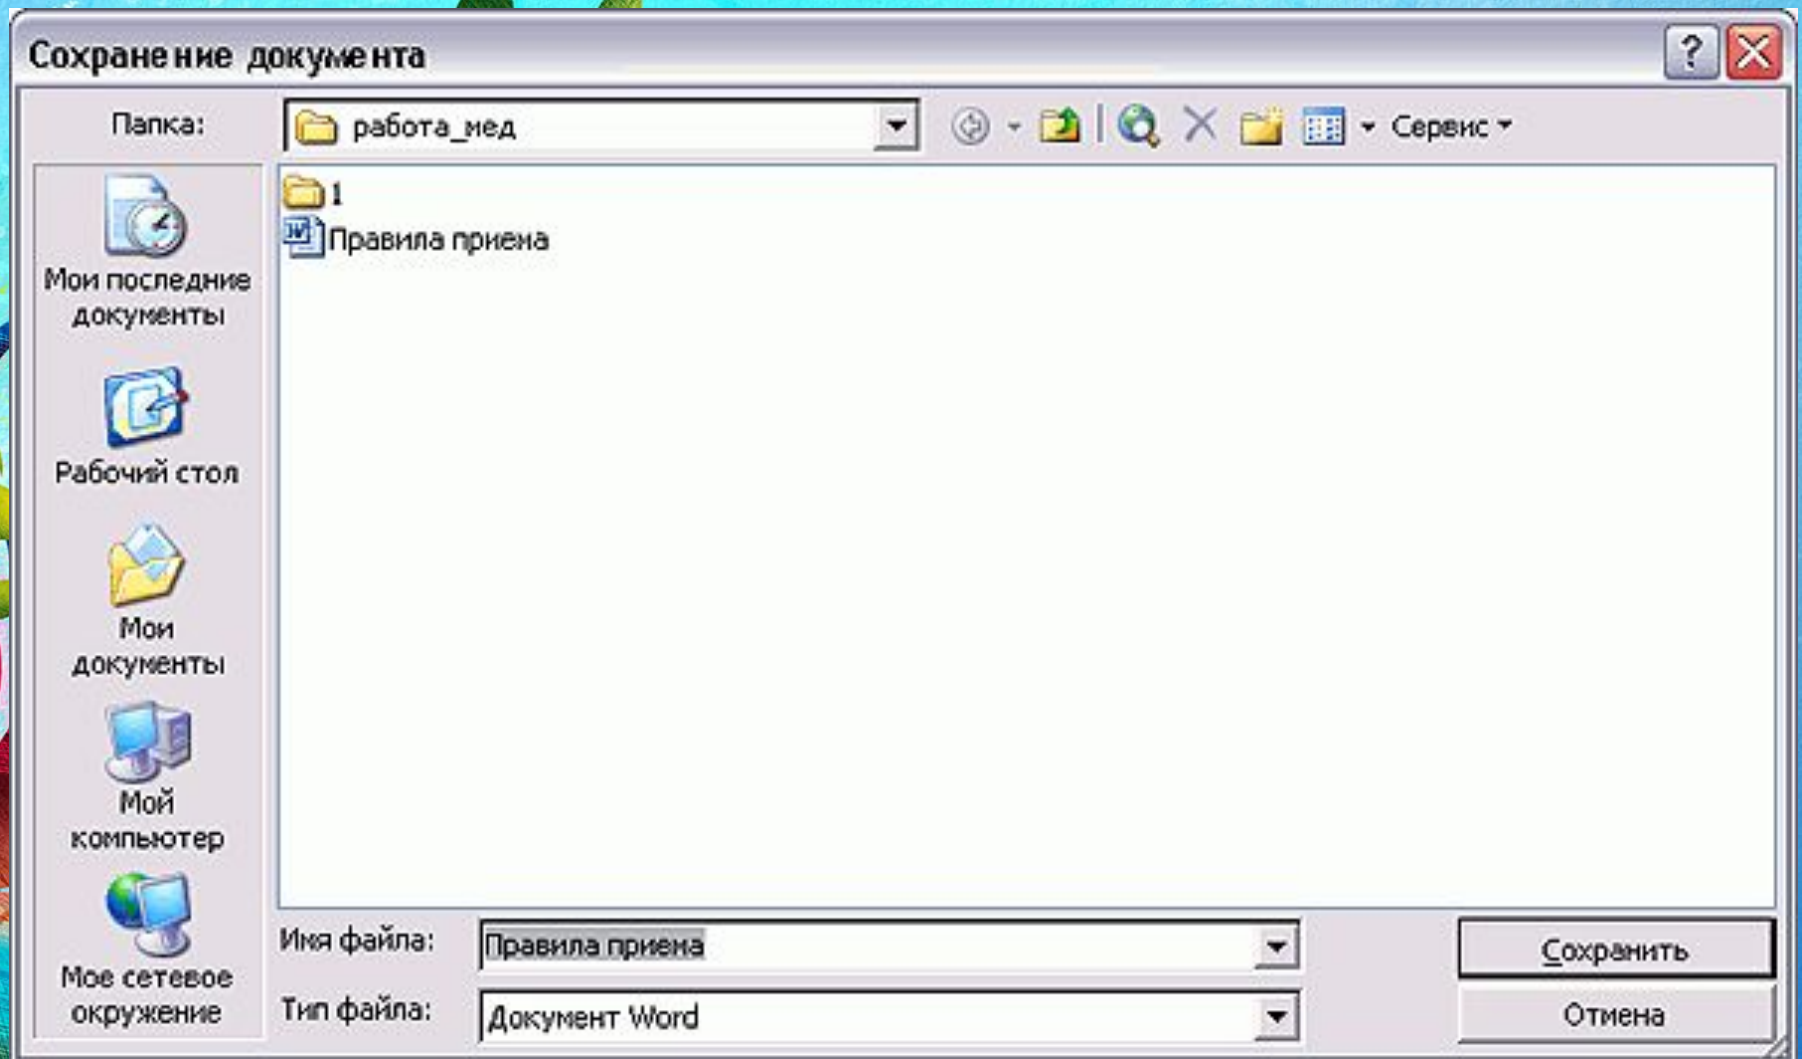 Сохранение документа
Папка:
работа_мед
Сервис
1
Правила приема
Мои последние
документы
Рабочий стол
Мои
документы
Мой
компьютер
Мое сетевое
окружение
Имя файла:
Правила приема
Сохранить
Тип файла:
Документ Word
Отмена